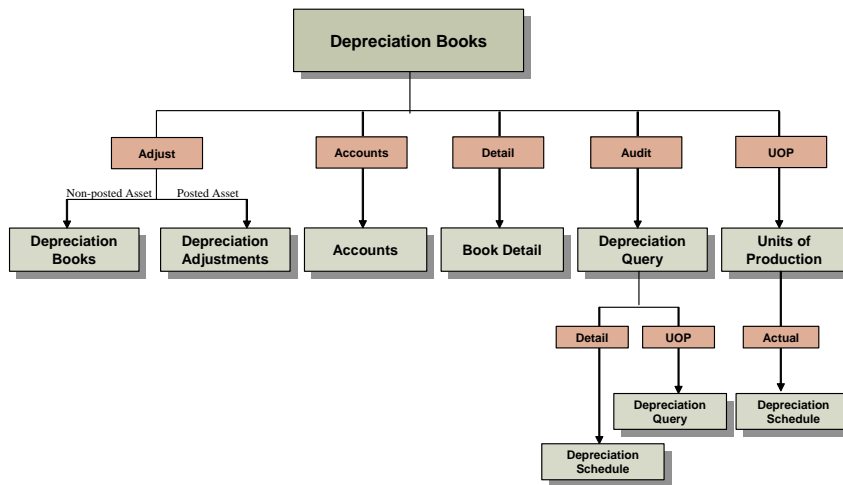 Depreciation Books
Adjust
Accounts
Detail
Audit
UOP
Non-posted Asset
Posted Asset
Depreciation
Books
Depreciation
Adjustments
Accounts
Book Detail
Depreciation
Query
Units of
Production
Detail
UOP
Actual
Depreciation
Query
Depreciation
Schedule
Depreciation
Schedule